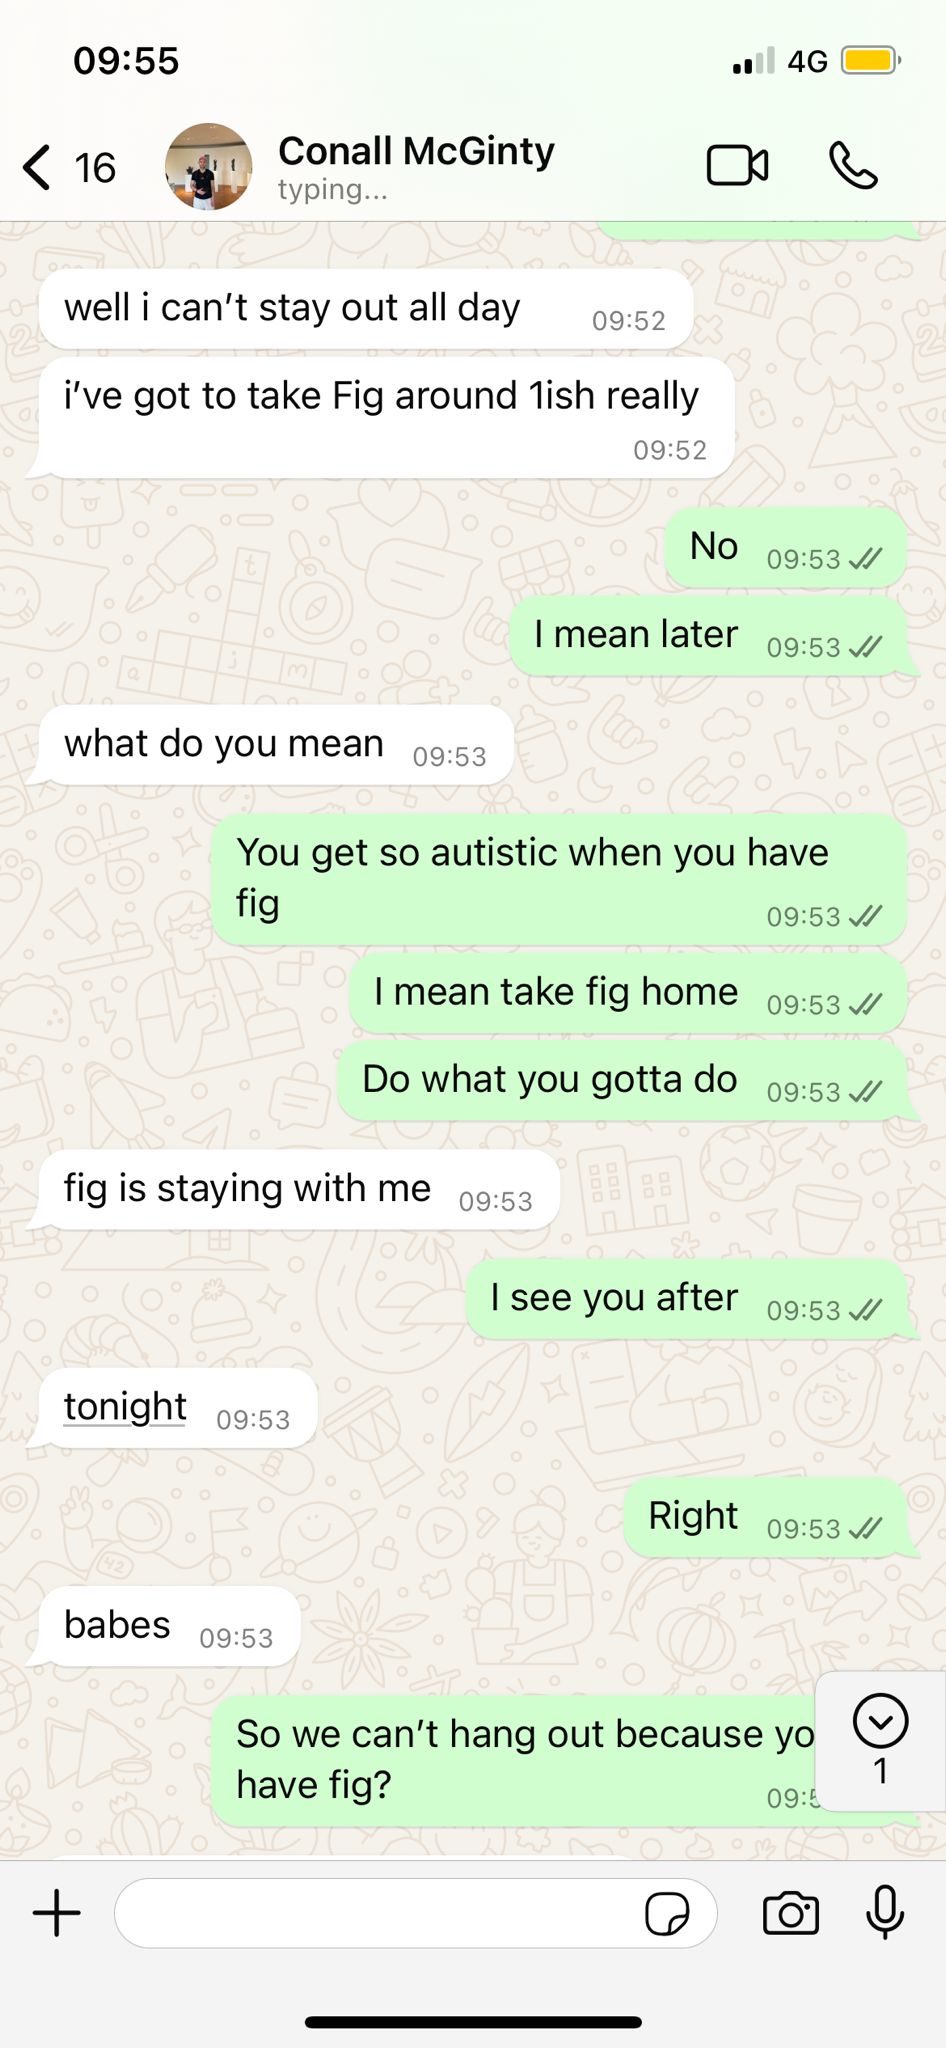 09:55
4G
16
Conall McGinty
typing...
well i can't stay out all day
09:52
i've got to take Fig around 1ish really
09:52
No
09:53
I mean later
09:53
what do you mean
09:53
You get so autistic when you have
fig
09:53
I mean take fig home
09:53
Do what you gotta do
09:53
fig is staying with me
09:53
I see you after
09:53
tonight
09:53
Right
09:53
babes
09:53
So we can't hang out because
have fig?
1